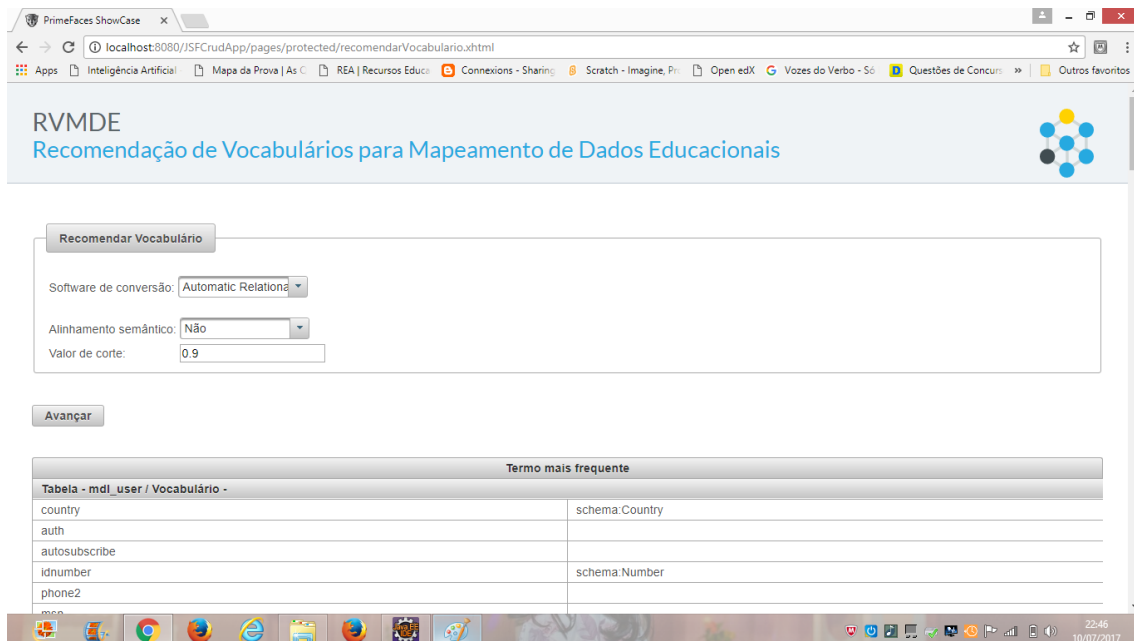 PrimeFaces ShowCase
localhost:8080/JSFCrudApp/pages/protected/recomendarVocabulario.xhtml
Apps Inteligência Artificial Mapa da Prova | As C REA | Recursos Educa Connexions - Sharing Scratch - Imagine, Pr Open edX Vozes do Verbo - Só Questões de Concurs » Outros favoritos
RVMDE
Recomendação de Vocabulários para Mapeamento de Dados Educacionais
Recomendar Vocabulário
Software de conversão: Automatic Relationa
Alinhamento semântico: Não
Valor de corte: 0.9
Avançar
Termo mais frequente
Tabela - mdl_user / Vocabulário -
country schema:Country
auth
autosubscribe
idnumber schema:Number
phone2
22:46
10/07/2017